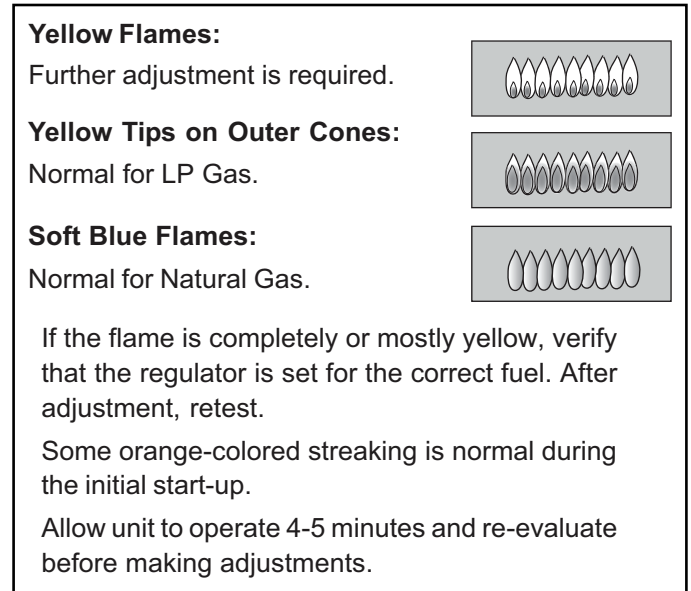 Yellow Flames:
Further adjustment is required.
Yellow Tips on Outer Cones:
Normal for LP Gas.
Soft Blue Flames:
Normal for Natural Gas.
If the flame is completely or mostly yellow, verify
that the regulator is set for the correct fuel. After
adjustment, retest.
Some orange-colored streaking is normal during
the initial start-up.
Allow unit to operate 4-5 minutes and re-evaluate
before making adjustments.